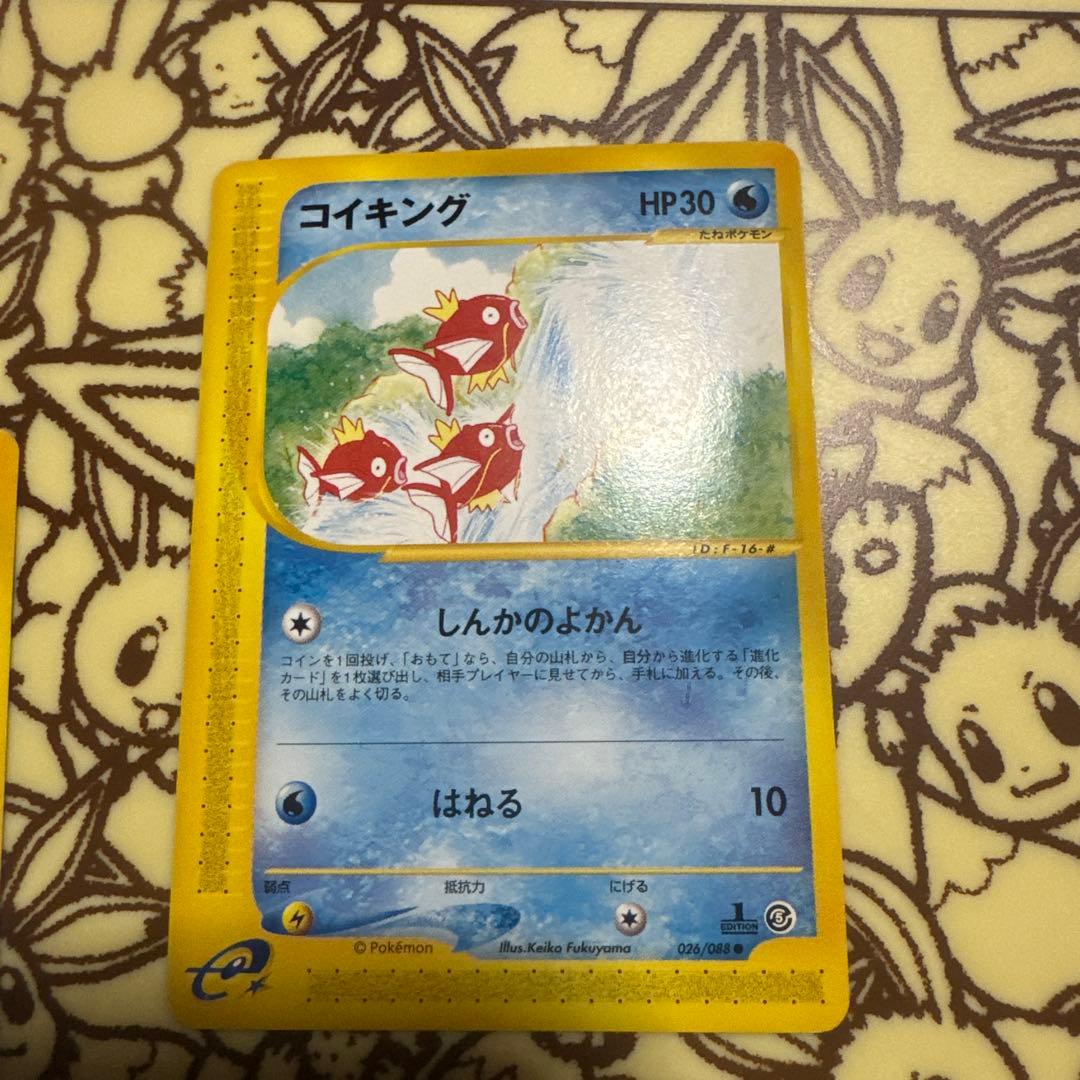 コイキング
HP30
たねポケモン
ID:F-16-#
しんかのよかん
コインを1回投げ、「おもて」なら、自分の山札から、自分から進化する「進化
カード」を1枚選び出し、相手プレイヤーに見せてから、手札に加える。その後、
その山札をよく切る。
はねる 10
弱点 抵抗力 にげる
1 EDITION 5
© Pokémon Illus.Keiko Fukuyama 026/088 ●
e